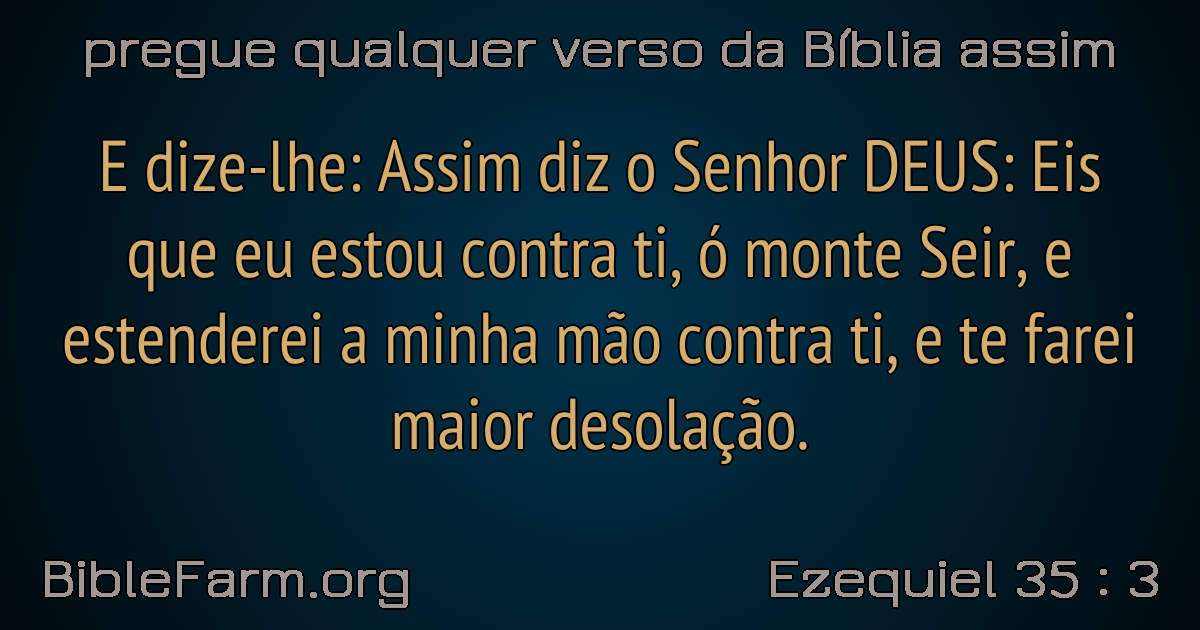 pregue qualquer verso da Bíblia assim
E dize-lhe: Assim diz o Senhor DEUS: Eis
que eu estou contra ti, ó monte Seir, e
estenderei a minha mão contra ti, e te farei
maior desolação.
BibleFarm.org
Ezequiel 35 : 3